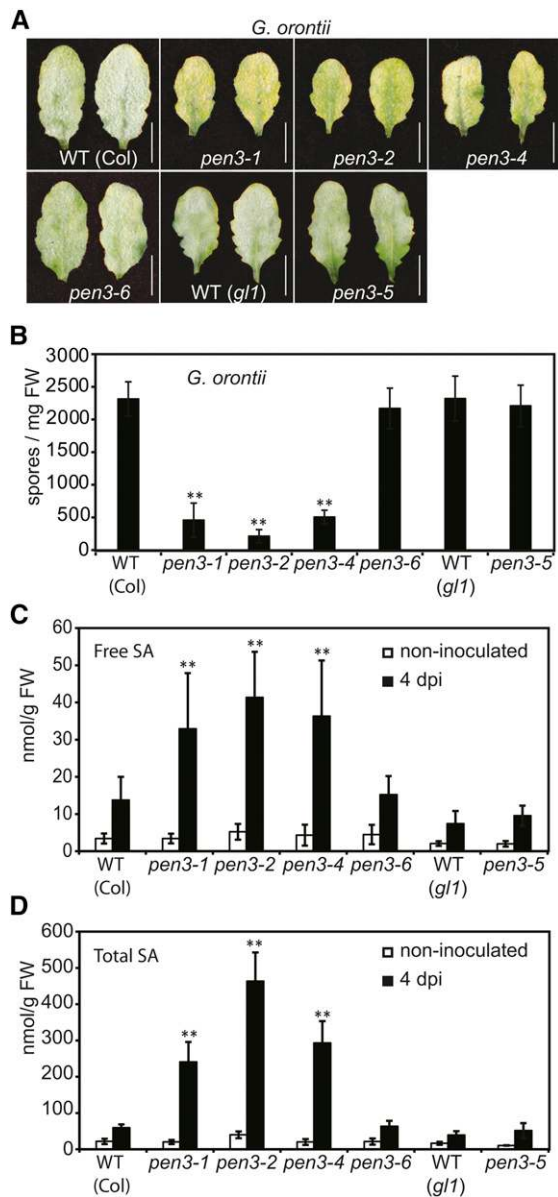 A
G. orontii
WT (Col)
pen3-1
pen3-2
pen3-4
pen3-6
WT (gl1)
pen3-5
B
G. orontii
spores / mg FW
3000
2500
2000
1500
1000
500
0
**
**
**
WT (Col)
pen3-1
pen3-2
pen3-4
pen3-6
WT (gl1)
pen3-5
C
Free SA
non-inoculated
4 dpi
nmol/g FW
60
50
40
30
20
10
0
**
**
**
WT (Col)
pen3-1
pen3-2
pen3-4
pen3-6
WT (gl1)
pen3-5
D
Total SA
non-inoculated
4 dpi
nmol/g FW
600
500
400
300
200
100
0
**
**
**
WT (Col)
pen3-1
pen3-2
pen3-4
pen3-6
WT (gl1)
pen3-5